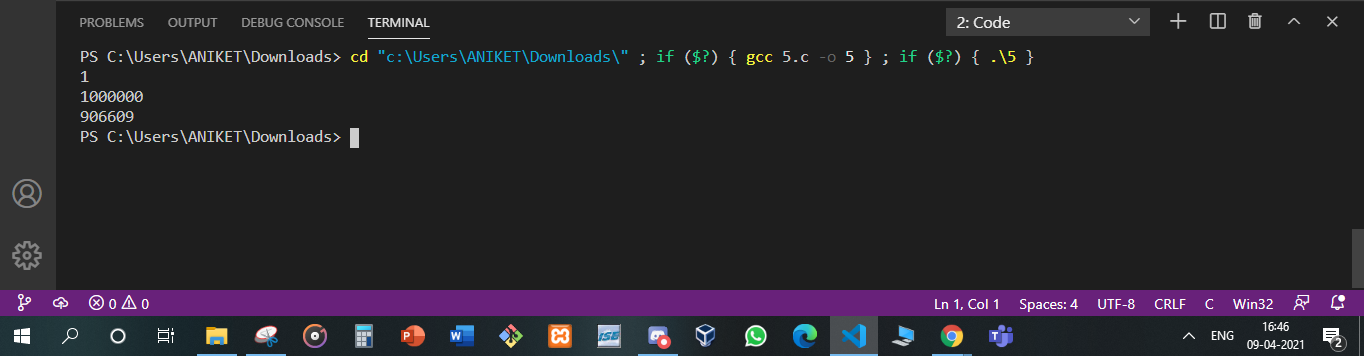 PROBLEMS OUTPUT DEBUG CONSOLE TERMINAL 2: Code
PS C:\Users\ANIKET\Downloads> cd "c:\Users\ANIKET\Downloads\" ; if ($?) { gcc 5.c -o 5 } ; if ($?) { .\5 }
1
1000000
906609
PS C:\Users\ANIKET\Downloads>
0 0 Ln 1, Col 1 Spaces: 4 UTF-8 CRLF C Win32
P W ISE ENG 16:46
09-04-2021 2